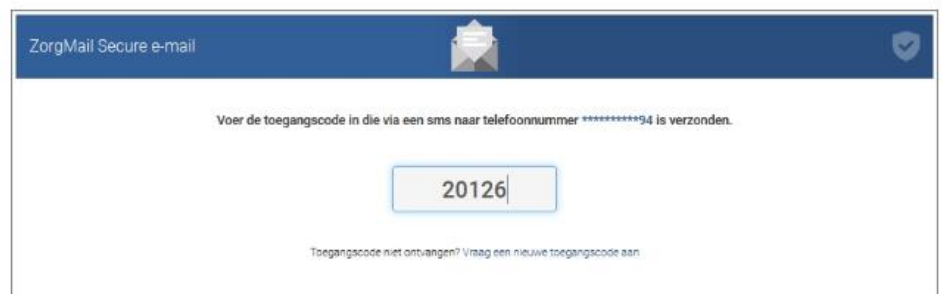 ZorgMail Secure e-mail
Voer de toegangscode in die via een sms naar telefoonnummer **********94 is verzonden.
20126
Toegangscode niet ontvangen? Vraag een nieuwe toegangscode aan